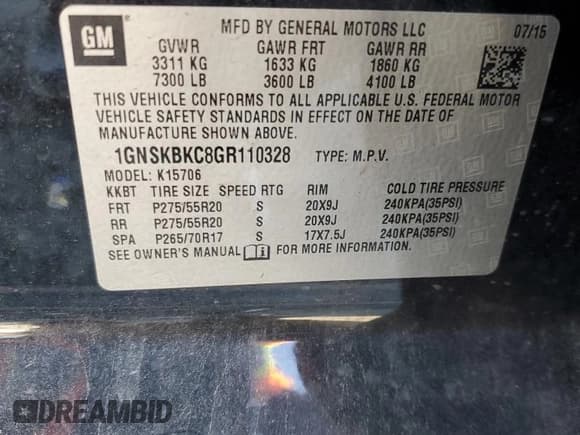 GM
MFD BY GENERAL MOTORS LLC 07/15
GVWR GAWR FRT GAWR RR
3311 KG 1633 KG 1860 KG
7300 LB 3600 LB 4100 LB
THIS VEHICLE CONFORMS TO ALL APPLICABLE U.S. FEDERAL MOTOR
VEHICLE SAFETY STANDARDS IN EFFECT ON THE DATE OF
MANUFACTURE SHOWN ABOVE.
1GNSKBKC8GR110328 TYPE: M.P.V.
MODEL: K15706
KKBT TIRE SIZE SPEED RTG RIM COLD TIRE PRESSURE
FRT P275/55R20 S 20X9J 240KPA(35PSI)
RR P275/55R20 S 20X9J 240KPA(35PSI)
SPA P265/70R17 S 17X7.5J 240KPA(35PSI)
SEE OWNER'S MANUAL FOR MORE INFORMATION.
DREAMBID